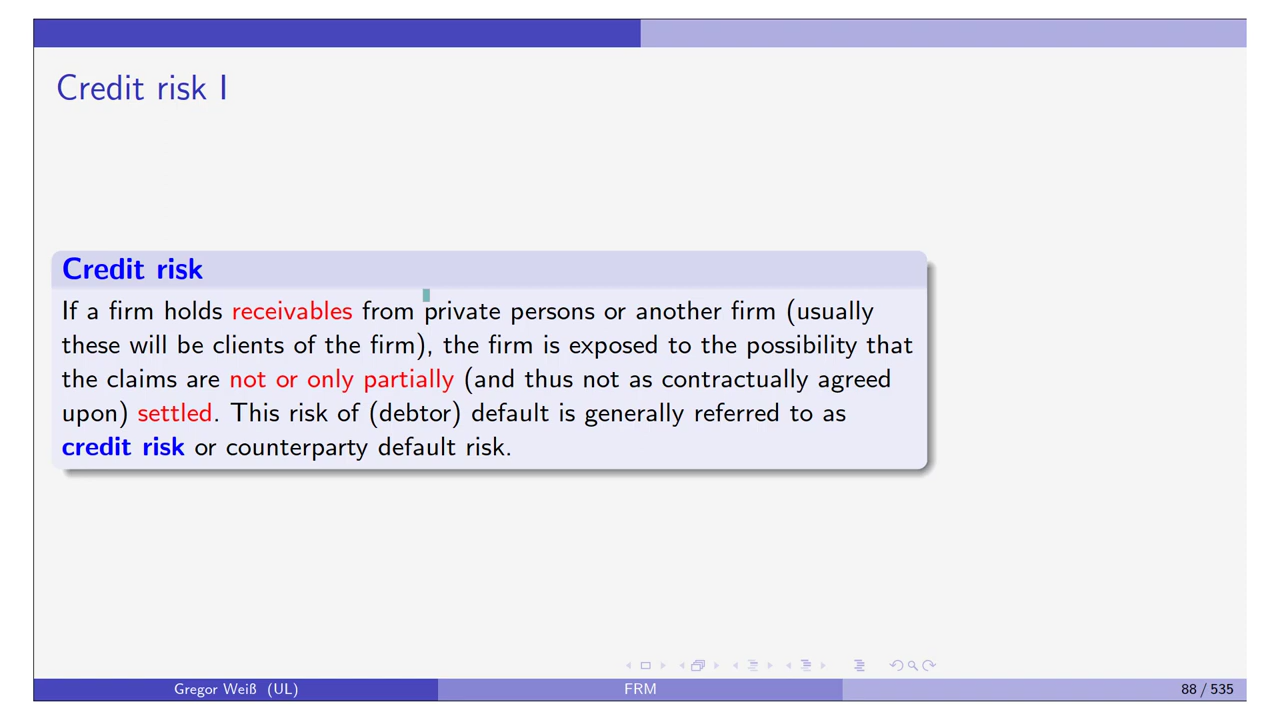 Credit risk I
Credit risk
If a firm holds receivables from private persons or another firm (usually
these will be clients of the firm), the firm is exposed to the possibility that
the claims are not or only partially (and thus not as contractually agreed
upon) settled. This risk of (debtor) default is generally referred to as
credit risk or counterparty default risk.
Gregor Weiß (UL)
FRM
88 / 535